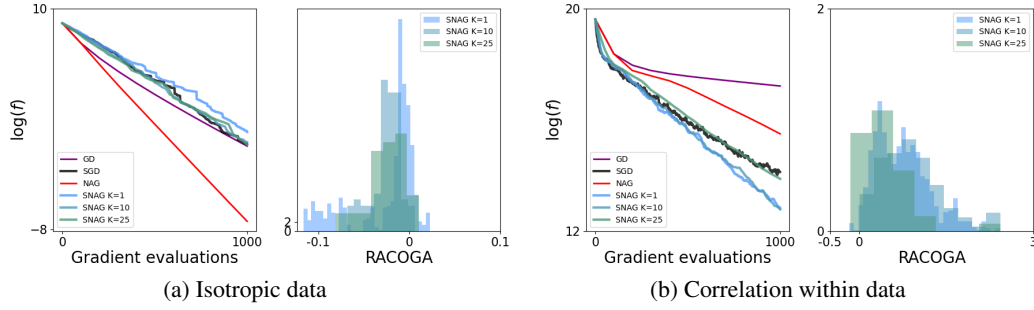 10
log(f)
-8
GD
SGD
NAG
SNAG K=1
SNAG K=10
SNAG K=25
0
1000
Gradient evaluations
SNAG K=1
SNAG K=10
SNAG K=25
2
0
-0.1
0
0.1
RACOGA
(a) Isotropic data
20
log(f)
12
GD
SGD
NAG
SNAG K=1
SNAG K=10
SNAG K=25
0
1000
Gradient evaluations
2
SNAG K=1
SNAG K=10
SNAG K=25
0
-0.5
0
3
RACOGA
(b) Correlation within data